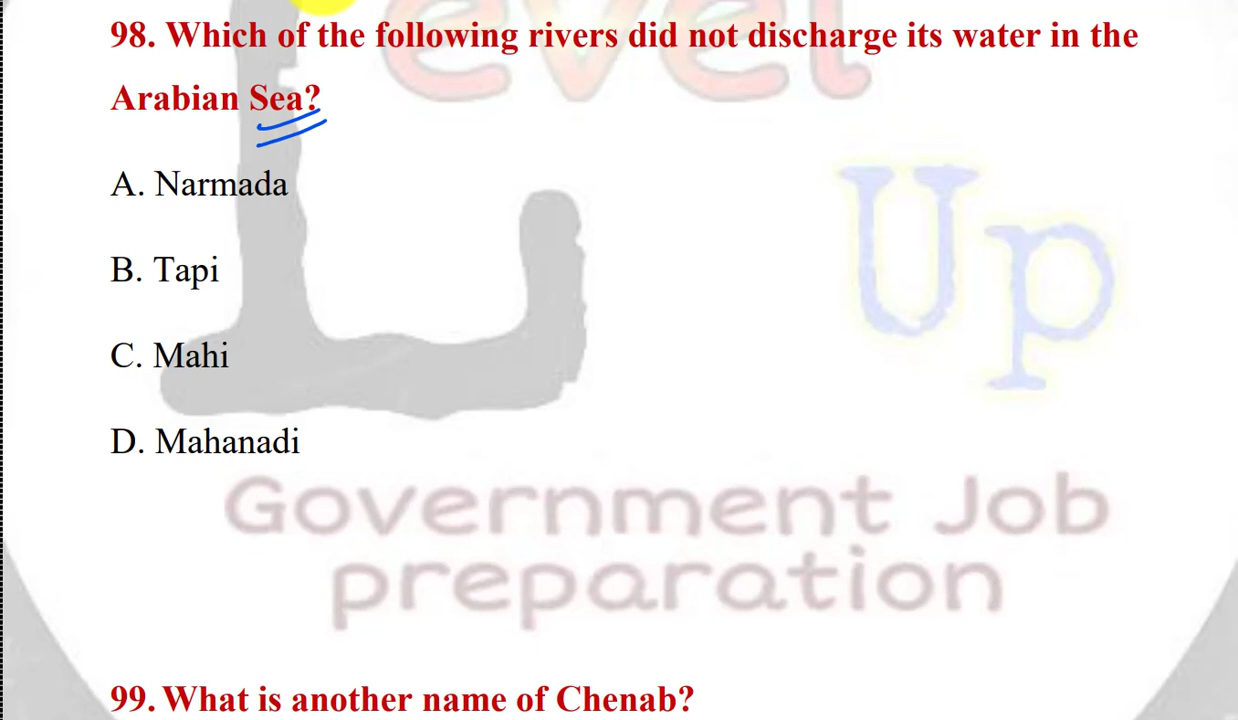 evel
98. Which of the following rivers did not discharge its water in the
Arabian Sea?
A. Narmada
Up
B. Tapi
C. Mahi
D. Mahanadi
Government Job
preparation
99. What is another name of Chenab?